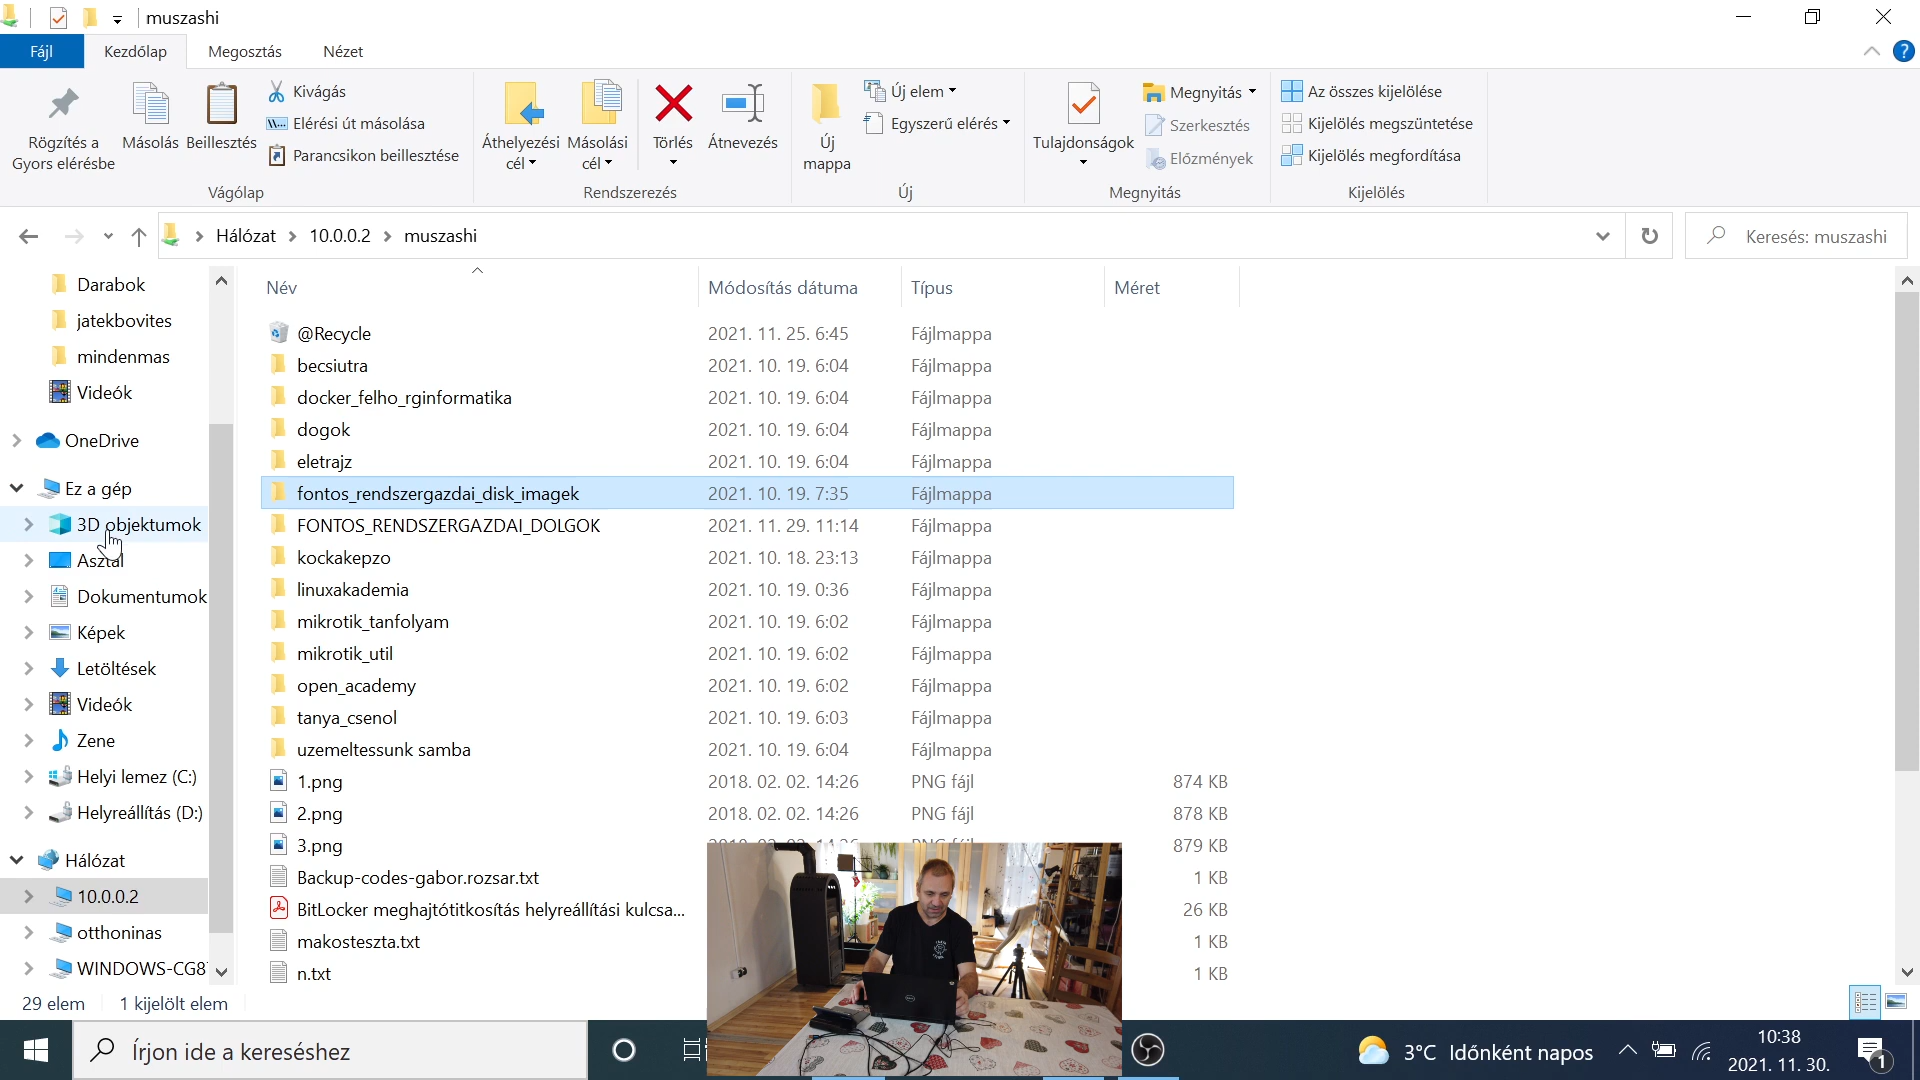 muszashi
Fájl Kezdőlap Megosztás Nézet
Rögzítés a Gyors elérésbe
Másolás
Beillesztés
Kivágás
Elérési út másolása
Parancsikon beillesztése
Vágólap
Áthelyezési cél
Másolási cél
Törlés
Átnevezés
Rendszerezés
Új mappa
Új elem
Egyszerű elérés
Új
Tulajdonságok
Megnyitás
Szerkesztés
Előzmények
Megnyitás
Az összes kijelölése
Kijelölés megszüntetése
Kijelölés megfordítása
Kijelölés
Hálózat 10.0.0.2 muszashi
Keresés: muszashi
Darabok
jatekbovites
mindenmas
Videók
OneDrive
Ez a gép
3D objektumok
Asztal
Dokumentumok
Képek
Letöltések
Videók
Zene
Helyi lemez (C:)
Helyreállítás (D:)
Hálózat
10.0.0.2
otthoninas
WINDOWS-CG8
Név Módosítás dátuma Típus Méret
@Recycle 2021. 11. 25. 6:45 Fájlmappa
becsiutra 2021. 10. 19. 6:04 Fájlmappa
docker_felho_rginformatika 2021. 10. 19. 6:04 Fájlmappa
dogok 2021. 10. 19. 6:04 Fájlmappa
eletrajz 2021. 10. 19. 6:04 Fájlmappa
fontos_rendszergazdai_disk_imagek 2021. 10. 19. 7:35 Fájlmappa
FONTOS_RENDSZERGAZDAI_DOLGOK 2021. 11. 29. 11:14 Fájlmappa
kockakepzo 2021. 10. 18. 23:13 Fájlmappa
linuxakademia 2021. 10. 19. 0:36 Fájlmappa
mikrotik_tanfolyam 2021. 10. 19. 6:02 Fájlmappa
mikrotik_util 2021. 10. 19. 6:02 Fájlmappa
open_academy 2021. 10. 19. 6:02 Fájlmappa
tanya_csenol 2021. 10. 19. 6:03 Fájlmappa
uzemeltessunk samba 2021. 10. 19. 6:04 Fájlmappa
1.png 2018. 02. 02. 14:26 PNG fájl 874 KB
2.png 2018. 02. 02. 14:26 PNG fájl 878 KB
3.png 879 KB
Backup-codes-gabor.rozsar.txt 1 KB
BitLocker meghajtótitkosítás helyreállítási kulcsa... 26 KB
makosteszta.txt 1 KB
n.txt 1 KB
29 elem 1 kijelölt elem
Írjon ide a kereséshez
3°C Időnként napos
10:38
2021. 11. 30.
1